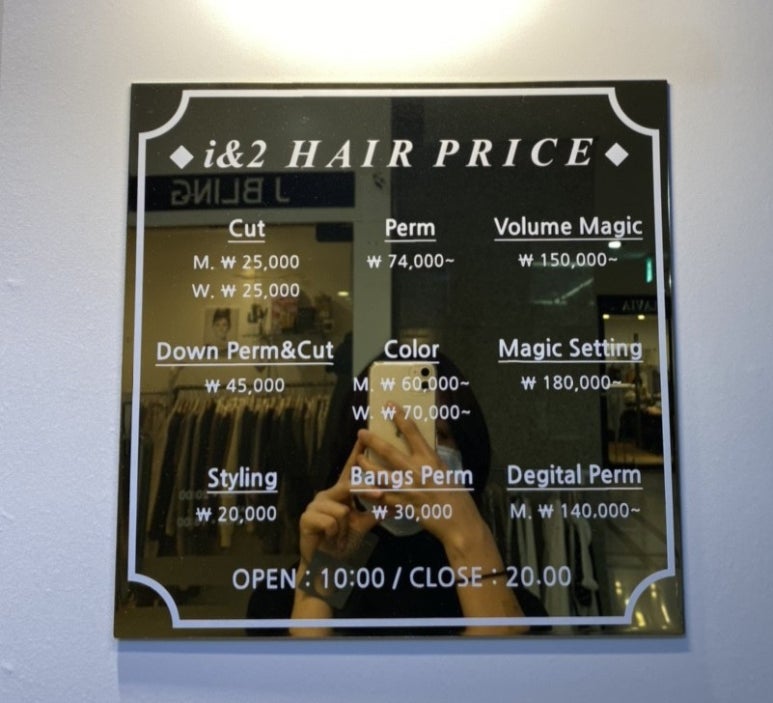 i&2 HAIR PRICE
J BLING
Cut
M. ₩ 25,000
W. ₩ 25,000
Perm
₩ 74,000~
Volume Magic
₩ 150,000~
Down Perm&Cut
₩ 45,000
Color
M. ₩ 60,000~
W. ₩ 70,000~
Magic Setting
₩ 180,000~
Styling
₩ 20,000
Bangs Perm
₩ 30,000
Degital Perm
M. ₩ 140.000~
OPEN : 10:00 / CLOSE : 20.00